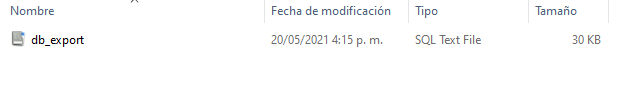 Nombre Fecha de modificación Tipo Tamaño
db_export 20/05/2021 4:15 p. m. SQL Text File 30 KB